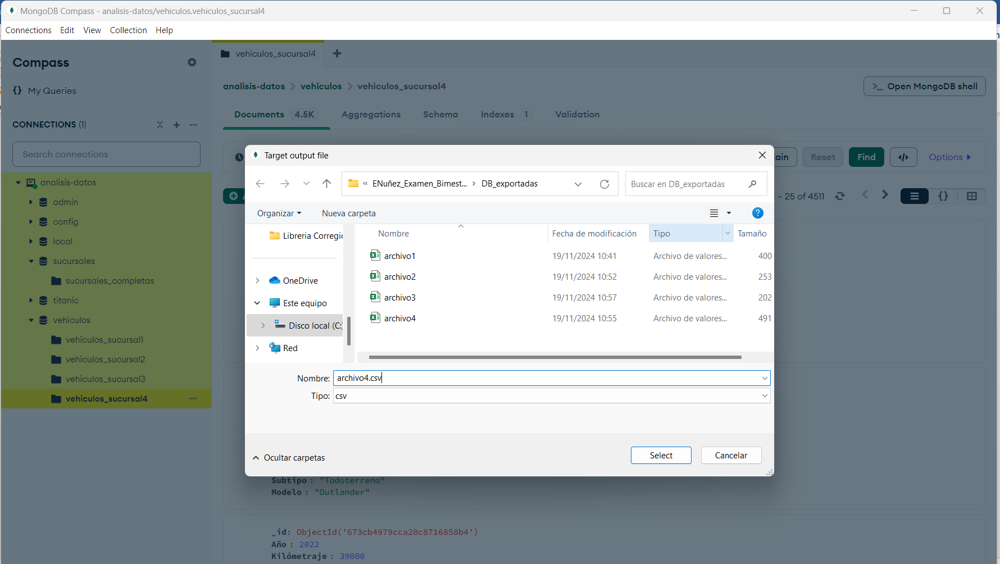 MongoDB Compass - analisis-datos/vehiculos.vehiculos_sucursal4
Connections Edit View Collection Help
Compass
{} My Queries
CONNECTIONS (1)
Search connections
analisis-datos
admin
config
local
sucursales
sucursales_completas
titanic
vehiculos
vehiculos_sucursal1
vehiculos_sucursal2
vehiculos_sucursal3
vehiculos_sucursal4
vehiculos_sucursal4
analisis-datos > vehiculos > vehiculos_sucursal4
>_ Open MongoDB shell
Documents 4.5K Aggregations Schema Indexes 1 Validation
Reset Find </> Options
– 25 of 4511 {}
Target output file
« ENuñez_Examen_Bimest... > DB_exportadas
Buscar en DB_exportadas
Organizar Nueva carpeta ?
Libreria Corregic
OneDrive
Este equipo
Disco local (C:)
Red
Nombre Fecha de modificación Tipo Tamaño
archivo1 19/11/2024 10:41 Archivo de valores... 400
archivo2 19/11/2024 10:52 Archivo de valores... 253
archivo3 19/11/2024 10:57 Archivo de valores... 202
archivo4 19/11/2024 10:55 Archivo de valores... 491
Nombre: archivo4.csv
Tipo: csv
Ocultar carpetas
Select Cancelar
Subtipo : "Todoterreno"
Modelo : "Outlander"
_id: ObjectId('673cb4979cca20c8716858b4')
Año : 2022
Kilómetraje : 39000